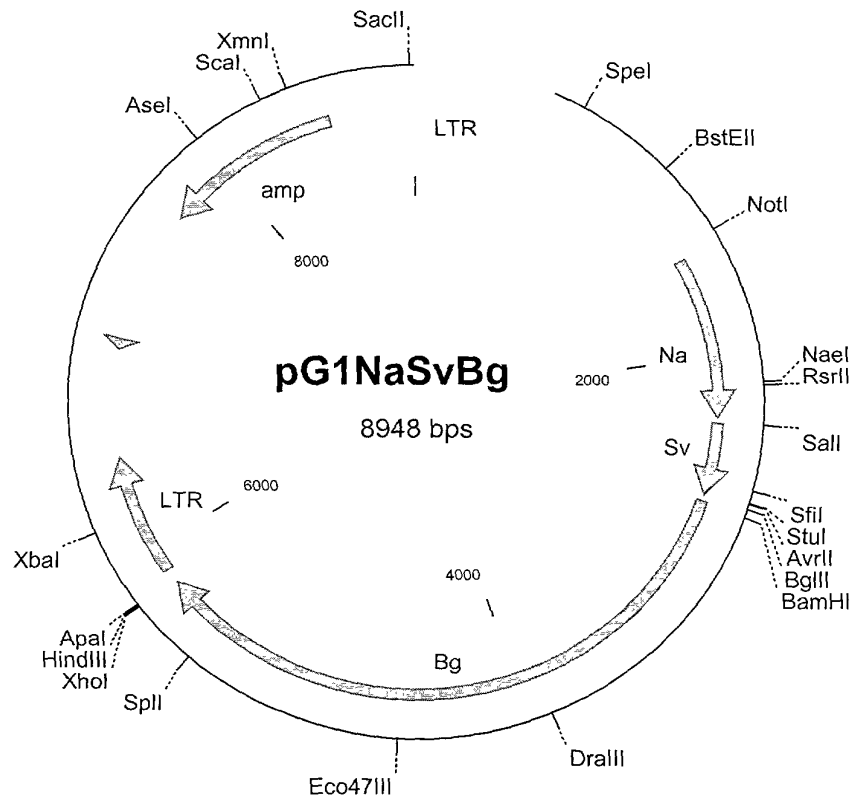 SacII
XmnI
ScaI
AseI
SpeI
LTR
BstEII
NotI
amp
8000
Na
2000
NaeI
RsrII
pG1NaSvBg
8948 bps
SalI
Sv
LTR
6000
SfiI
StuI
AvrII
BglII
BamHI
XbaI
4000
ApaI
HindIII
XhoI
SplI
Bg
DraIII
Eco47III